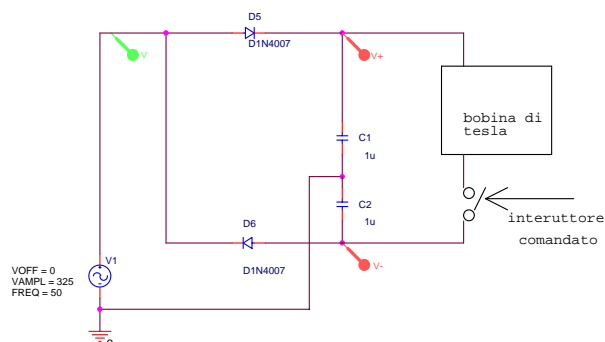 D5
D1N4007
V
V+
bobina di
tesla
C1
1u
C2
1u
interuttore
comandato
D6
D1N4007
V-
V1
VOFF = 0
VAMPL = 325
FREQ = 50